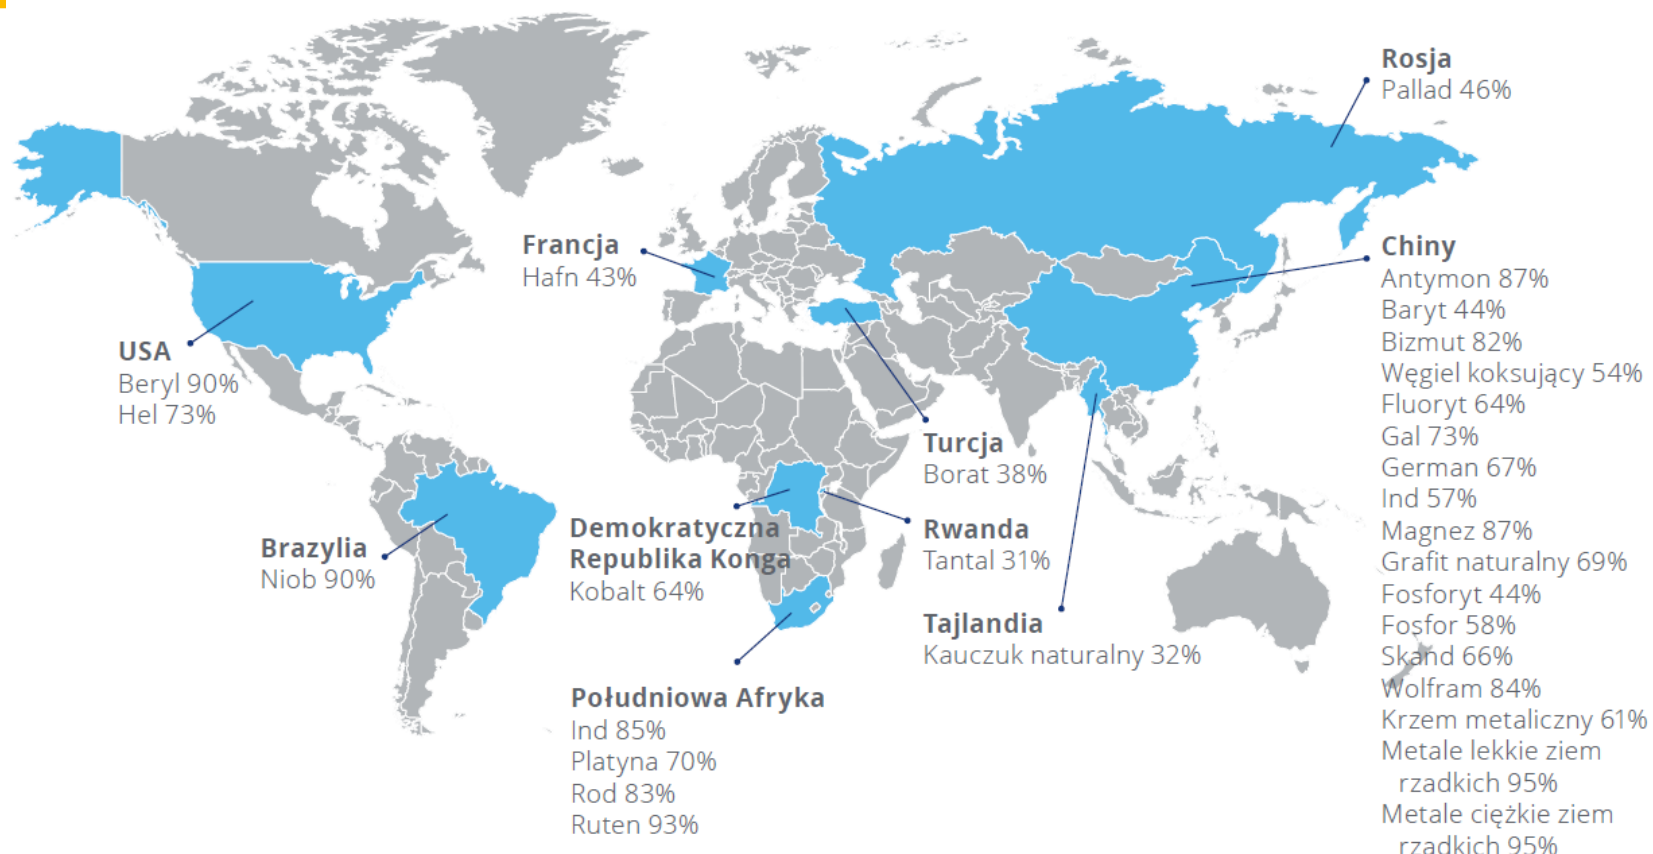 Rosja
Pallad 46%
Francja
Hafn 43%
Chiny
Antymon 87%
Baryt 44%
Bizmut 82%
Węgiel koksujący 54%
Fluoryt 64%
Gal 73%
German 67%
Ind 57%
Magnez 87%
Grafit naturalny 69%
Fosforyt 44%
Fosfor 58%
Skand 66%
Wolfram 84%
Krzem metaliczny 61%
Metale lekkie ziem
rzadkich 95%
Metale ciężkie ziem
rzadkich 95%
USA
Beryl 90%
Hel 73%
Turcja
Borat 38%
Brazylia
Niob 90%
Demokratyczna
Republika Konga
Kobalt 64%
Rwanda
Tantal 31%
Tajlandia
Kauczuk naturalny 32%
Południowa Afryka
Ind 85%
Platyna 70%
Rod 83%
Ruten 93%